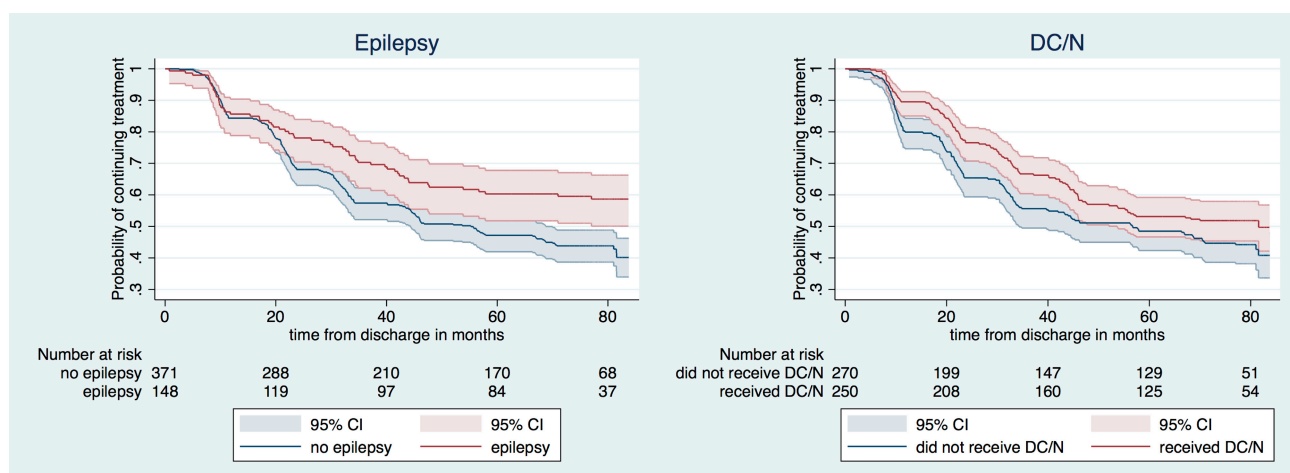 Epilepsy
Probability of continuing treatment
1
.9
.8
.7
.6
.5
.4
.3
0 20 40 60 80
time from discharge in months
Number at risk
no epilepsy 371 288 210 170 68
epilepsy 148 119 97 84 37
95% CI 95% CI
no epilepsy epilepsy
DC/N
Probability of continuing treatment
1
.9
.8
.7
.6
.5
.4
.3
0 20 40 60 80
time from discharge in months
Number at risk
did not receive DC/N 270 199 147 129 51
received DC/N 250 208 160 125 54
95% CI 95% CI
did not receive DC/N received DC/N